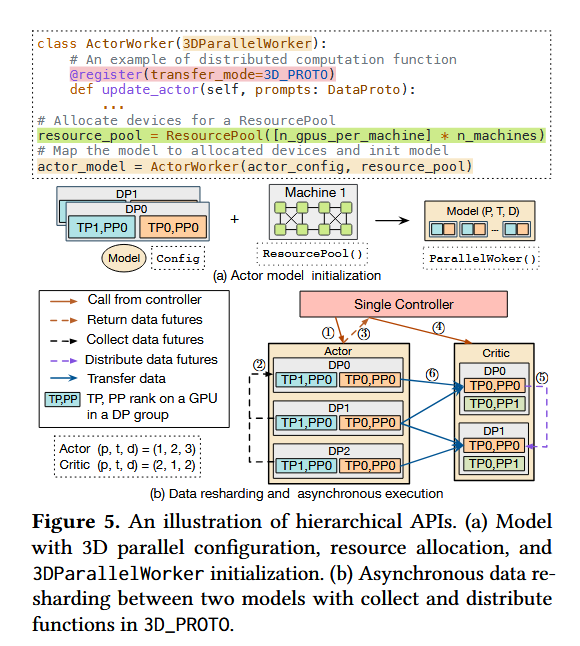 class ActorWorker(3DParallelWorker):
# An example of distributed computation function
@register(transfer_mode=3D_PROTO)
def update_actor(self, prompts: DataProto):
...
# Allocate devices for a ResourcePool
resource_pool = ResourcePool([n_gpus_per_machine] * n_machines)
# Map the model to allocated devices and init model
actor_model = ActorWorker(actor_config, resource_pool)
DP1
DP0
TP1,PP0 TP0,PP0
Model Config
+
Machine 1
ResourcePool()
Model (P, T, D)
...
ParallelWoker()
(a) Actor model initialization
Call from controller
Return data futures
Collect data futures
Distribute data futures
Transfer data
TP,PP TP, PP rank on a GPU
in a DP group
Actor (p, t, d) = (1, 2, 3)
Critic (p, t, d) = (2, 1, 2)
Single Controller
① ③ ④
Actor
DP0
TP1,PP0 TP0,PP0
DP1
TP1,PP0 TP0,PP0
DP2
TP1,PP0 TP0,PP0
②
⑥
Critic
DP0
TP0,PP0
TP0,PP1
DP1
TP0,PP0
TP0,PP1
⑤
(b) Data resharding and asynchronous execution
Figure 5. An illustration of hierarchical APIs. (a) Model
with 3D parallel configuration, resource allocation, and
3DParallelWorker initialization. (b) Asynchronous data re-
sharding between two models with collect and distribute
functions in 3D_PROTO.